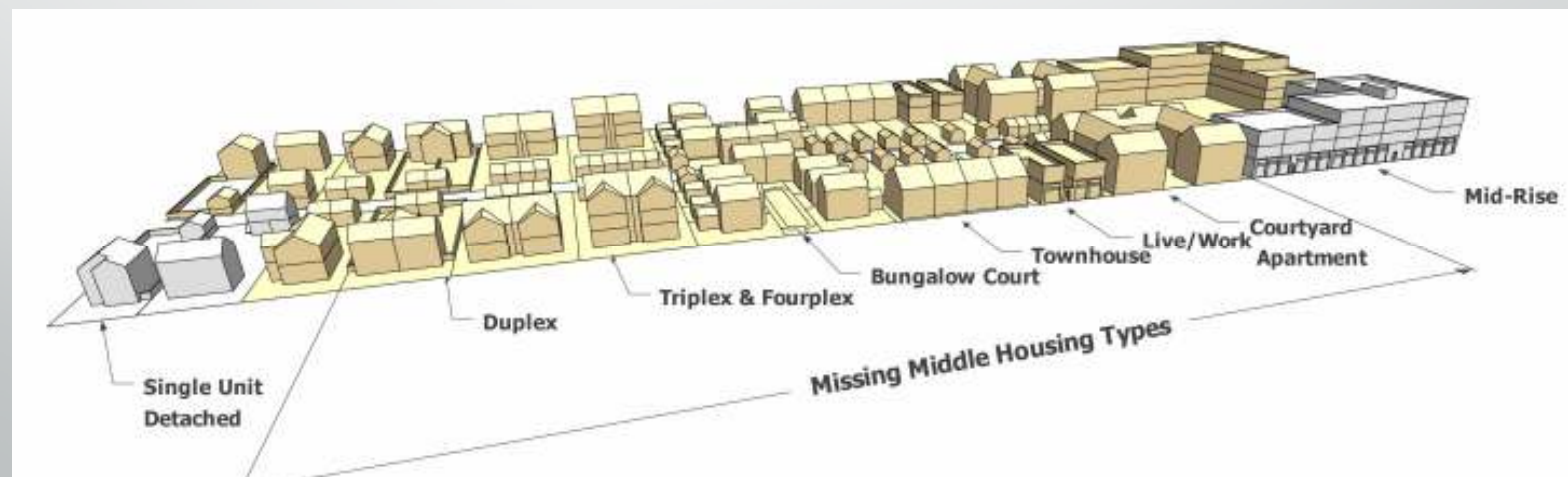 Single Unit
Detached
Duplex
Triplex & Fourplex
Bungalow Court
Townhouse
Live/Work
Courtyard
Apartment
Mid-Rise
Missing Middle Housing Types